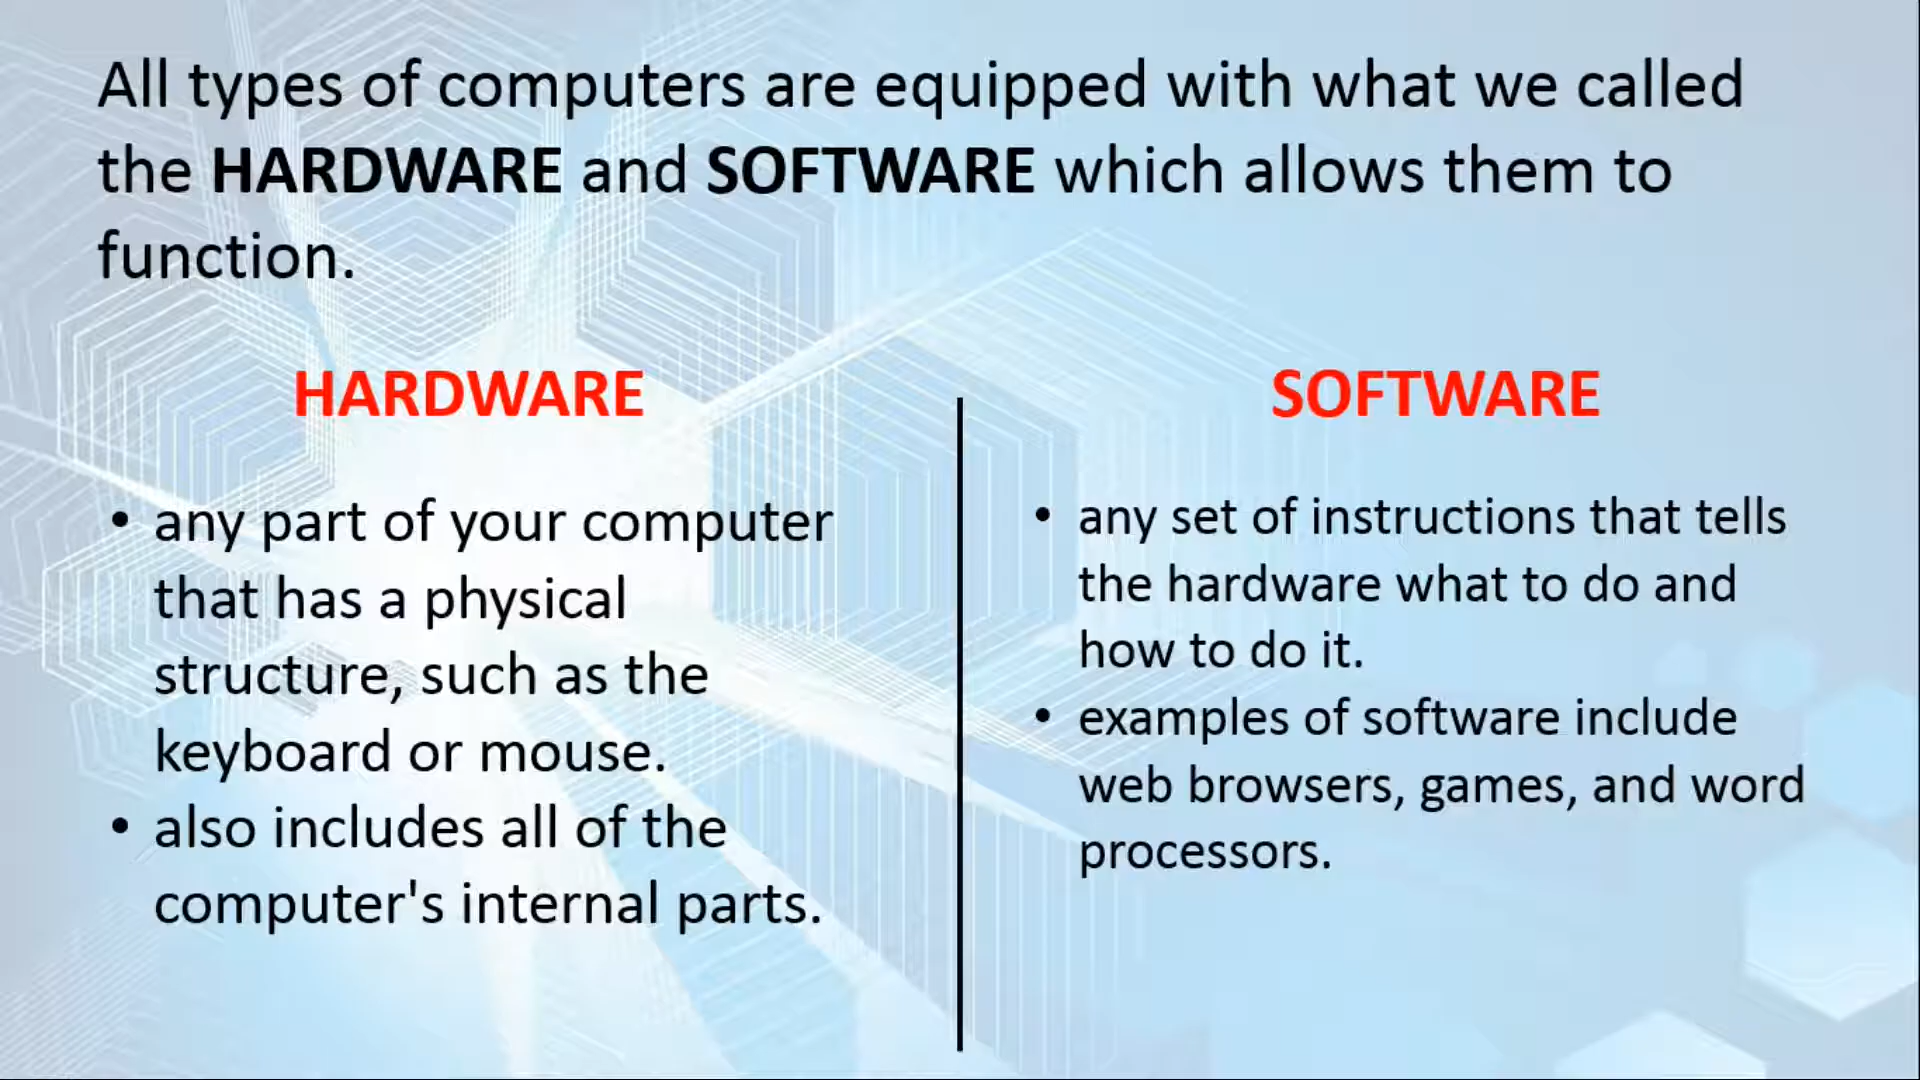 All types of computers are equipped with what we called
the HARDWARE and SOFTWARE which allows them to
function.
HARDWARE
• any part of your computer
that has a physical
structure, such as the
keyboard or mouse.
• also includes all of the
computer's internal parts.
SOFTWARE
• any set of instructions that tells
the hardware what to do and
how to do it.
• examples of software include
web browsers, games, and word
processors.